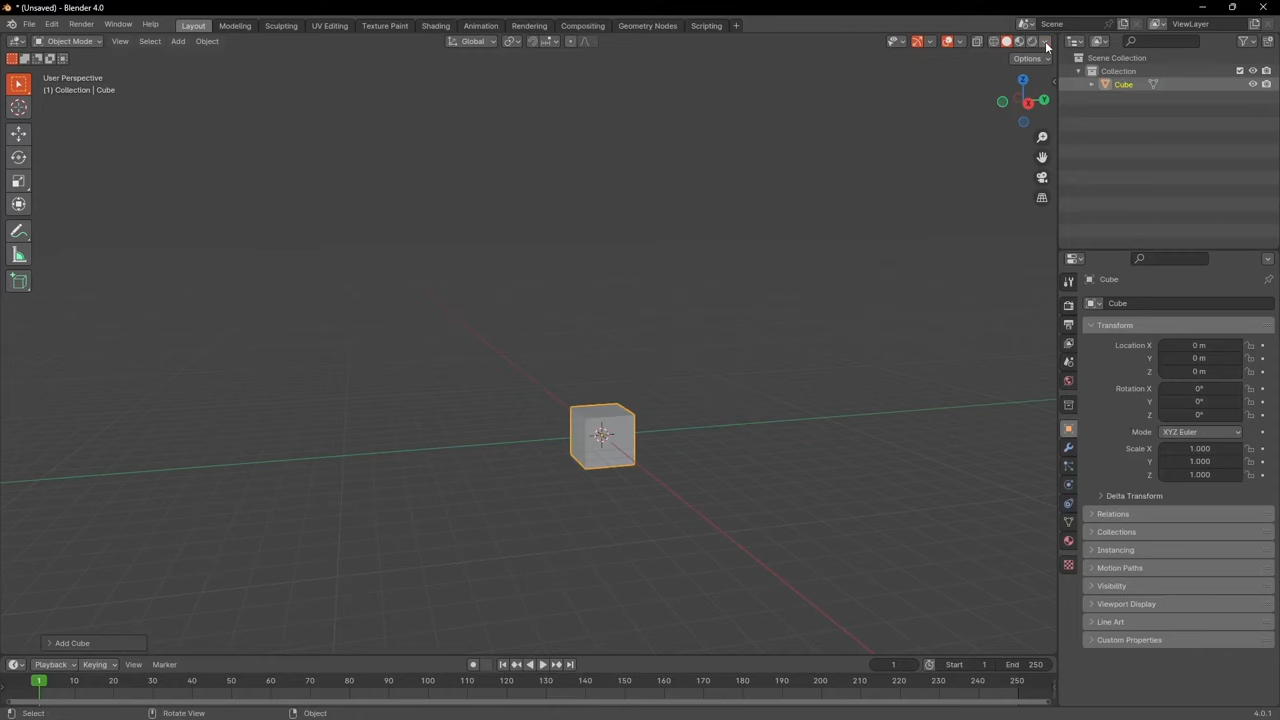 * (Unsaved) - Blender 4.0
File Edit Render Window Help Layout Modeling Sculpting UV Editing Texture Paint Shading Animation Rendering Compositing Geometry Nodes Scripting + Scene ViewLayer
Object Mode View Select Add Object Global
Options
User Perspective
(1) Collection | Cube
Z
Y
X
Scene Collection
Collection
Cube
Cube
Cube
Transform
Location X 0 m
Y 0 m
Z 0 m
Rotation X 0°
Y 0°
Z 0°
Mode XYZ Euler
Scale X 1.000
Y 1.000
Z 1.000
Delta Transform
Relations
Collections
Instancing
Motion Paths
Visibility
Viewport Display
Line Art
Custom Properties
Add Cube
Playback Keying View Marker 1 Start 1 End 250
1 10 20 30 40 50 60 70 80 90 100 110 120 130 140 150 160 170 180 190 200 210 220 230 240 250
Select Rotate View Object 4.0.1